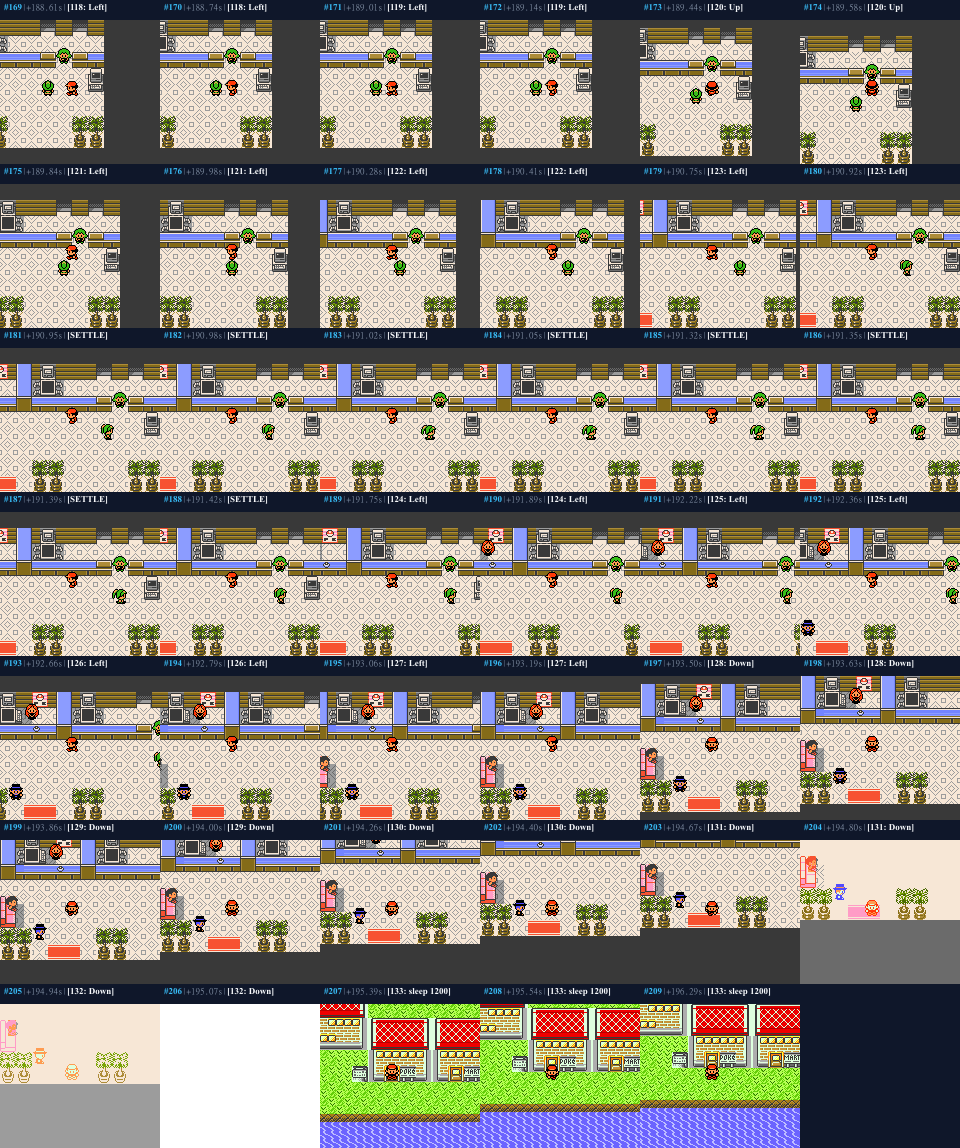 #169|+188.61s|[118: Left]
#170|+188.74s|[118: Left]
#171|+189.01s|[119: Left]
#172|+189.14s|[119: Left]
#173|+189.44s|[120: Up]
#174|+189.58s|[120: Up]
#175|+189.84s|[121: Left]
#176|+189.98s|[121: Left]
#177|+190.28s|[122: Left]
#178|+190.41s|[122: Left]
#179|+190.75s|[123: Left]
#180|+190.92s|[123: Left]
#181|+190.95s|[SETTLE]
#182|+190.98s|[SETTLE]
#183|+191.02s|[SETTLE]
#184|+191.05s|[SETTLE]
#185|+191.32s|[SETTLE]
#186|+191.35s|[SETTLE]
#187|+191.39s|[SETTLE]
#188|+191.42s|[SETTLE]
#189|+191.75s|[124: Left]
#190|+191.89s|[124: Left]
#191|+192.22s|[125: Left]
#192|+192.36s|[125: Left]
#193|+192.66s|[126: Left]
#194|+192.79s|[126: Left]
#195|+193.06s|[127: Left]
#196|+193.19s|[127: Left]
#197|+193.50s|[128: Down]
#198|+193.63s|[128: Down]
#199|+193.86s|[129: Down]
#200|+194.00s|[129: Down]
#201|+194.26s|[130: Down]
#202|+194.40s|[130: Down]
#203|+194.67s|[131: Down]
#204|+194.80s|[131: Down]
#205|+194.94s|[132: Down]
#206|+195.07s|[132: Down]
#207|+195.39s|[133: sleep 1200]
#208|+195.54s|[133: sleep 1200]
#209|+196.29s|[133: sleep 1200]
POKé
MAR
POKé
MART
POKé
MART